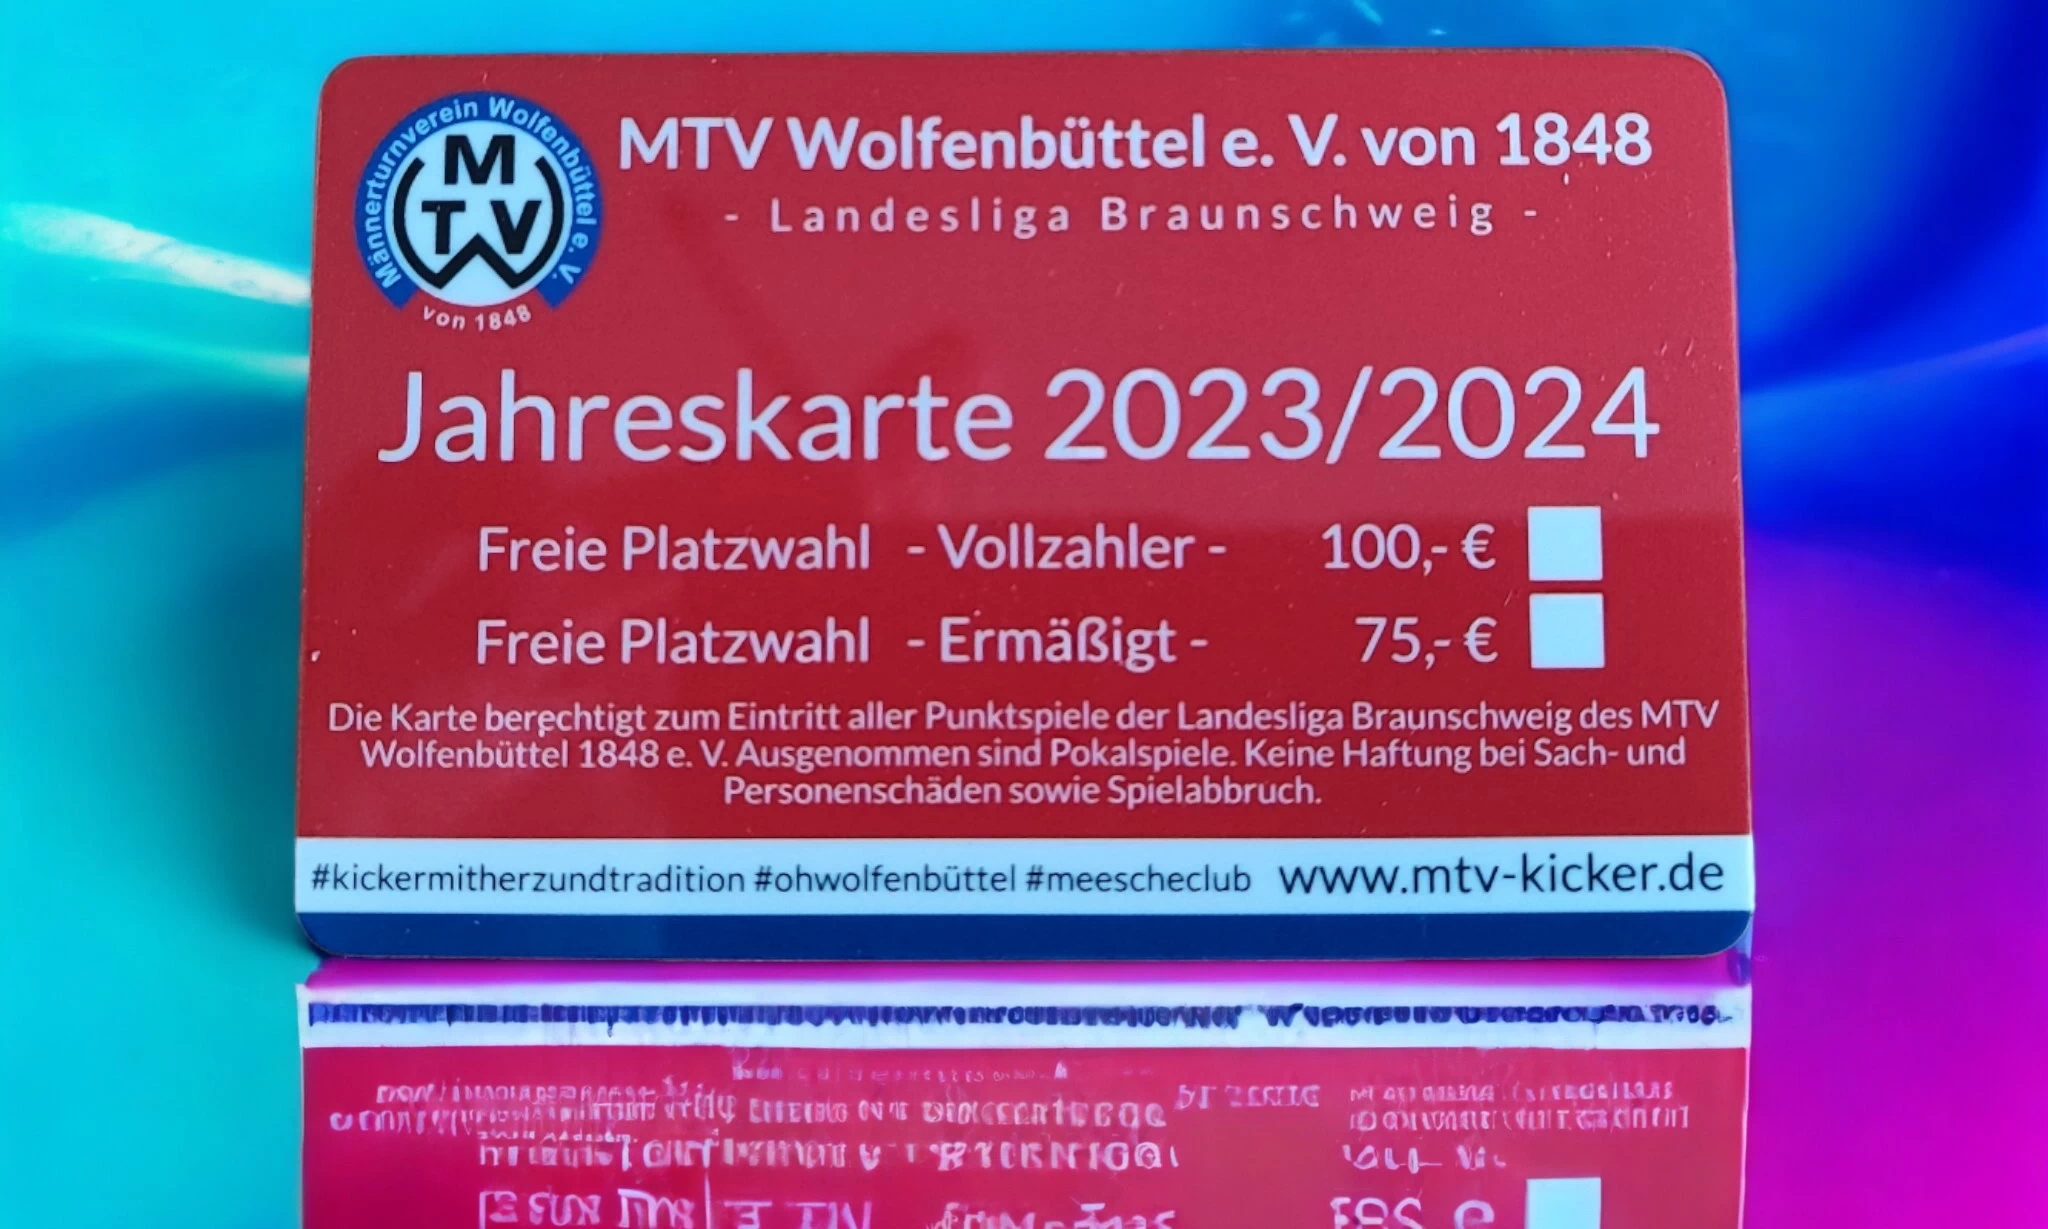 Männerturnverein Wolfenbüttel e. V.
M
TV
W
von 1848
MTV Wolfenbüttel e. V. von 1848
- Landesliga Braunschweig -
Jahreskarte 2023/2024
Freie Platzwahl - Vollzahler - 100,- €
Freie Platzwahl - Ermäßigt - 75,- €
Die Karte berechtigt zum Eintritt aller Punktspiele der Landesliga Braunschweig des MTV
Wolfenbüttel 1848 e. V. Ausgenommen sind Pokalspiele. Keine Haftung bei Sach- und
Personenschäden sowie Spielabbruch.
#kickermitherzundtradition #ohwolfenbüttel #meescheclub www.mtv-kicker.de